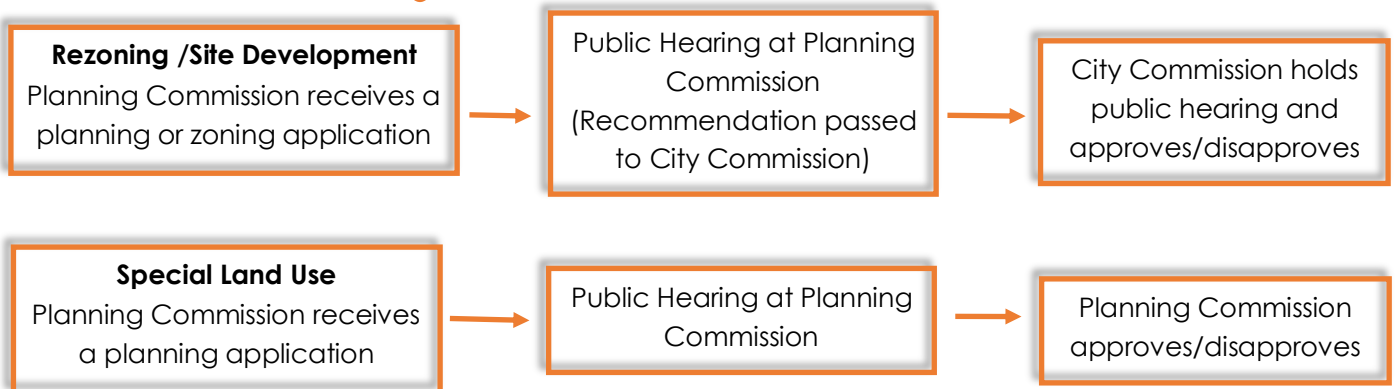 Rezoning /Site Development
Planning Commission receives a
planning or zoning application
Public Hearing at Planning
Commission
(Recommendation passed
to City Commission)
City Commission holds
public hearing and
approves/disapproves
Special Land Use
Planning Commission receives
a planning application
Public Hearing at Planning
Commission
Planning Commission
approves/disapproves